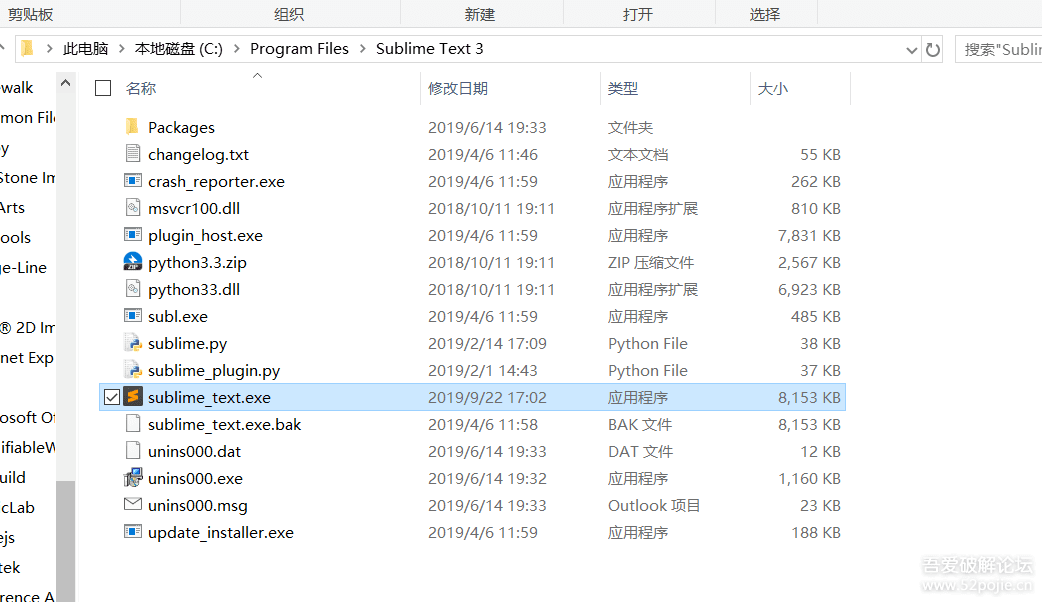 剪贴板 组织 新建 打开 选择
此电脑 > 本地磁盘 (C:) > Program Files > Sublime Text 3 搜索"Sublin
名称 修改日期 类型 大小
Packages 2019/6/14 19:33 文件夹
changelog.txt 2019/4/6 11:46 文本文档 55 KB
crash_reporter.exe 2019/4/6 11:59 应用程序 262 KB
msvcr100.dll 2018/10/11 19:11 应用程序扩展 810 KB
plugin_host.exe 2019/4/6 11:59 应用程序 7,831 KB
python3.3.zip 2018/10/11 19:11 ZIP 压缩文件 2,567 KB
python33.dll 2018/10/11 19:11 应用程序扩展 6,923 KB
subl.exe 2019/4/6 11:59 应用程序 485 KB
sublime.py 2019/2/14 17:09 Python File 38 KB
sublime_plugin.py 2019/2/1 14:43 Python File 37 KB
sublime_text.exe 2019/9/22 17:02 应用程序 8,153 KB
sublime_text.exe.bak 2019/4/6 11:58 BAK 文件 8,153 KB
unins000.dat 2019/6/14 19:33 DAT 文件 12 KB
unins000.exe 2019/6/14 19:32 应用程序 1,160 KB
unins000.msg 2019/6/14 19:33 Outlook 项目 23 KB
update_installer.exe 2019/4/6 11:59 应用程序 188 KB
walk
mon File
y
Stone Im
Arts
ools
e-Line
® 2D Im
net Exp
osoft Of
ifiableW
uild
cLab
ejs
tek
rence A
吾爱破解论坛
www.52pojie.cn